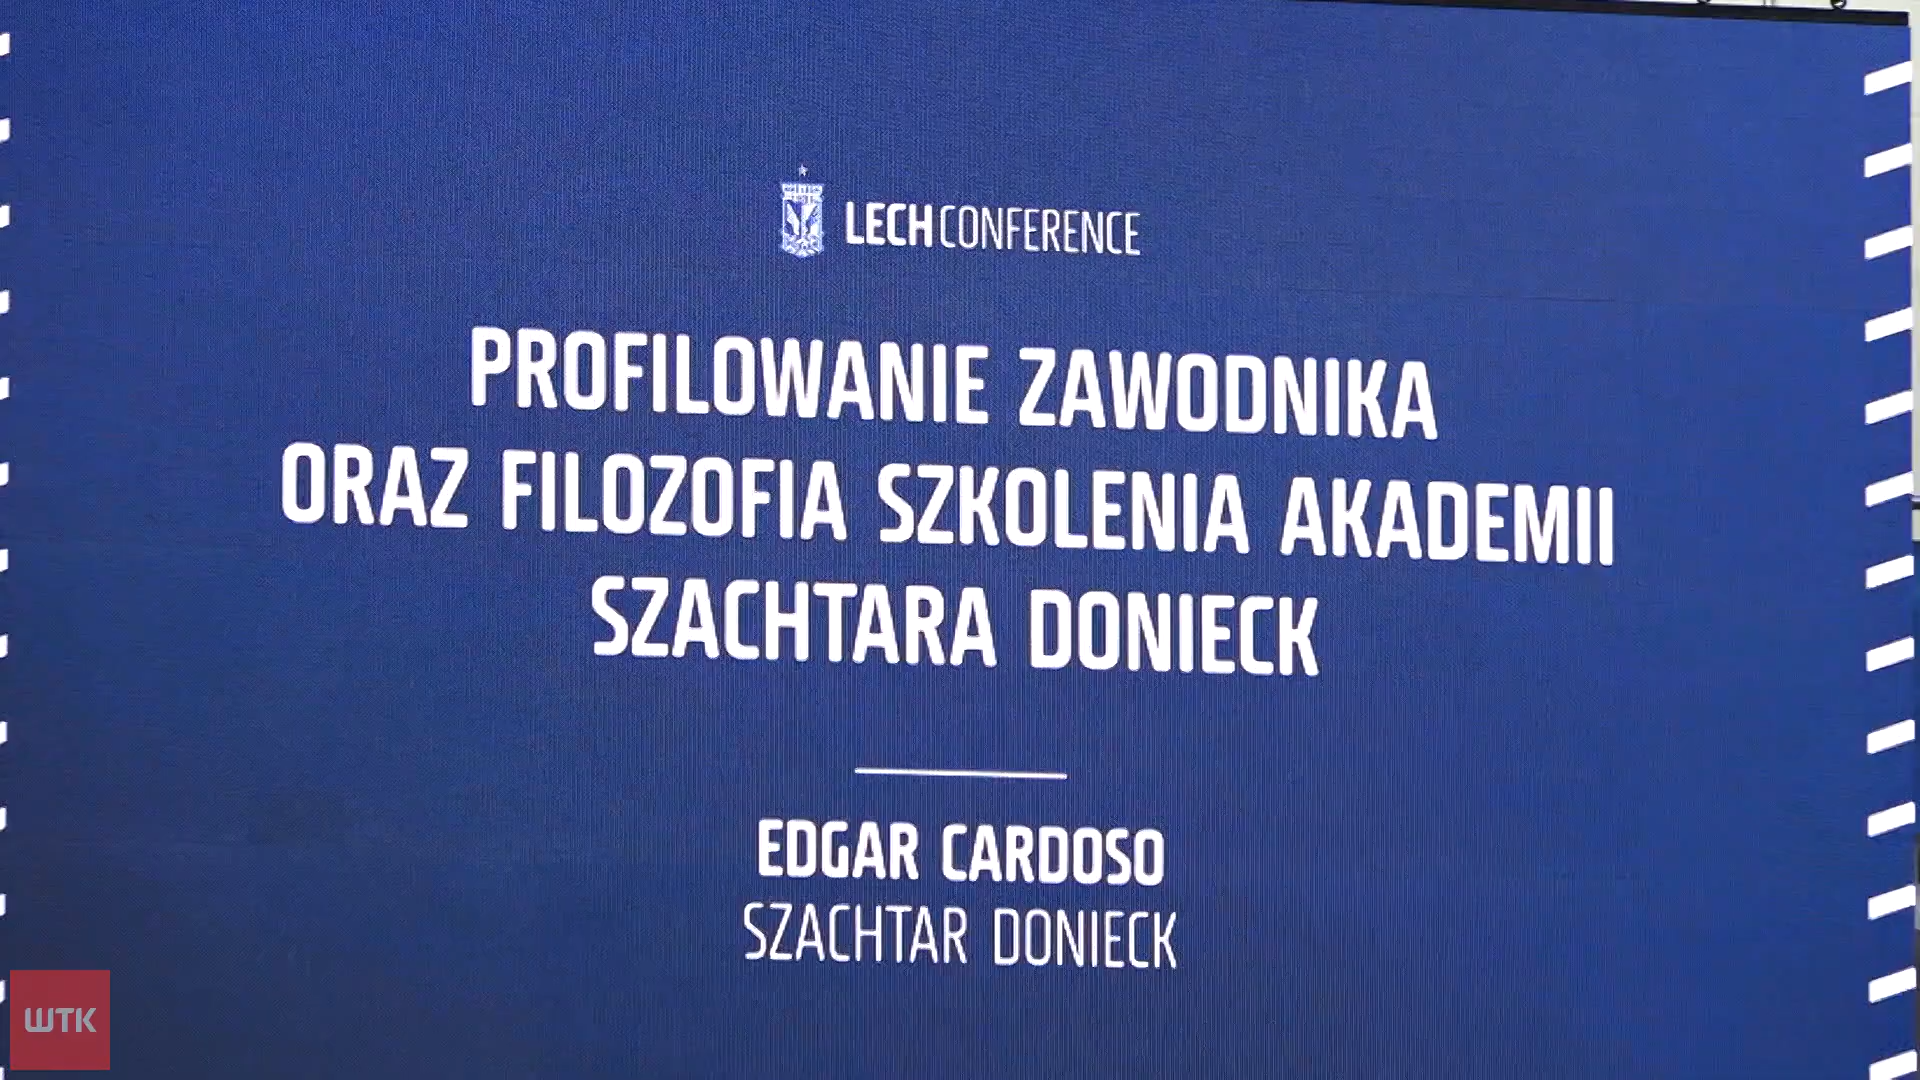 LECH CONFERENCE
PROFILOWANIE ZAWODNIKA
ORAZ FILOZOFIA SZKOLENIA AKADEMII
SZACHTARA DONIECK
EDGAR CARDOSO
SZACHTAR DONIECK
WTK